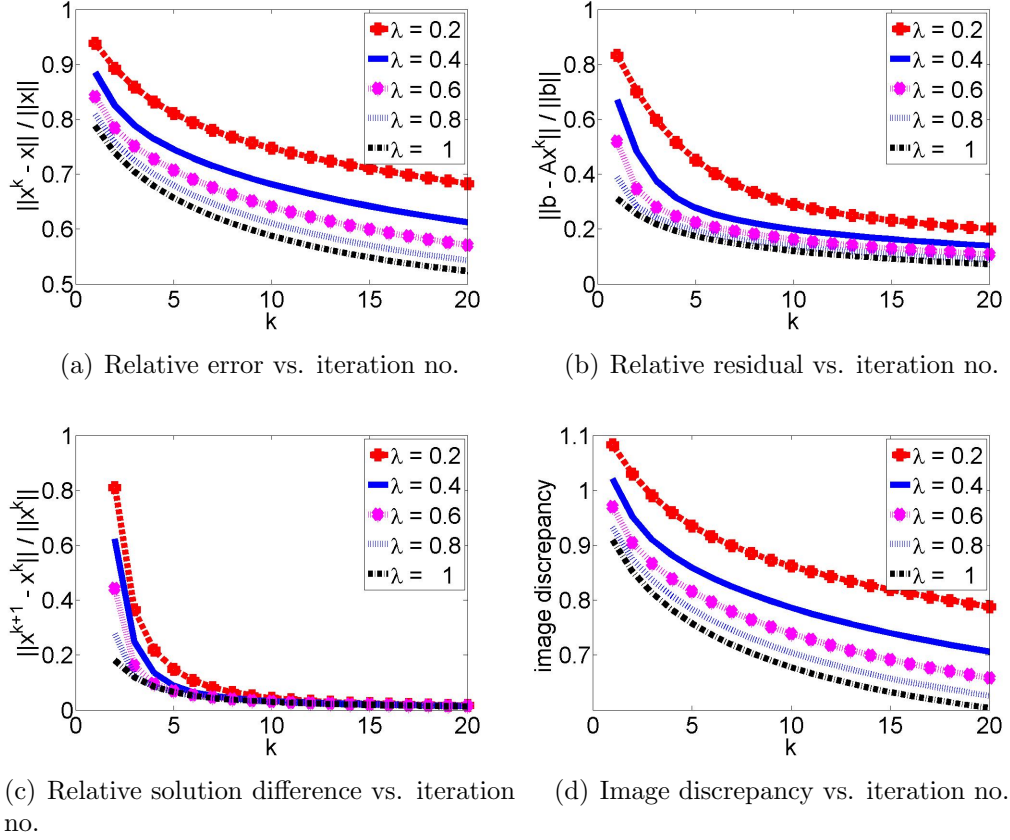 1
0.9
0.8
0.7
0.6
0.5
0 5 10 15 20
k
||x^k - x|| / ||x||
λ = 0.2
λ = 0.4
λ = 0.6
λ = 0.8
λ = 1
(a) Relative error vs. iteration no.
1
0.8
0.6
0.4
0.2
0
0 5 10 15 20
k
||b - Ax^k|| / ||b||
λ = 0.2
λ = 0.4
λ = 0.6
λ = 0.8
λ = 1
(b) Relative residual vs. iteration no.
1
0.8
0.6
0.4
0.2
0
0 5 10 15 20
k
||x^{k+1} - x^k|| / ||x^k||
λ = 0.2
λ = 0.4
λ = 0.6
λ = 0.8
λ = 1
(c) Relative solution difference vs. iteration
no.
1.1
1
0.9
0.8
0.7
0 5 10 15 20
k
image discrepancy
λ = 0.2
λ = 0.4
λ = 0.6
λ = 0.8
λ = 1
(d) Image discrepancy vs. iteration no.